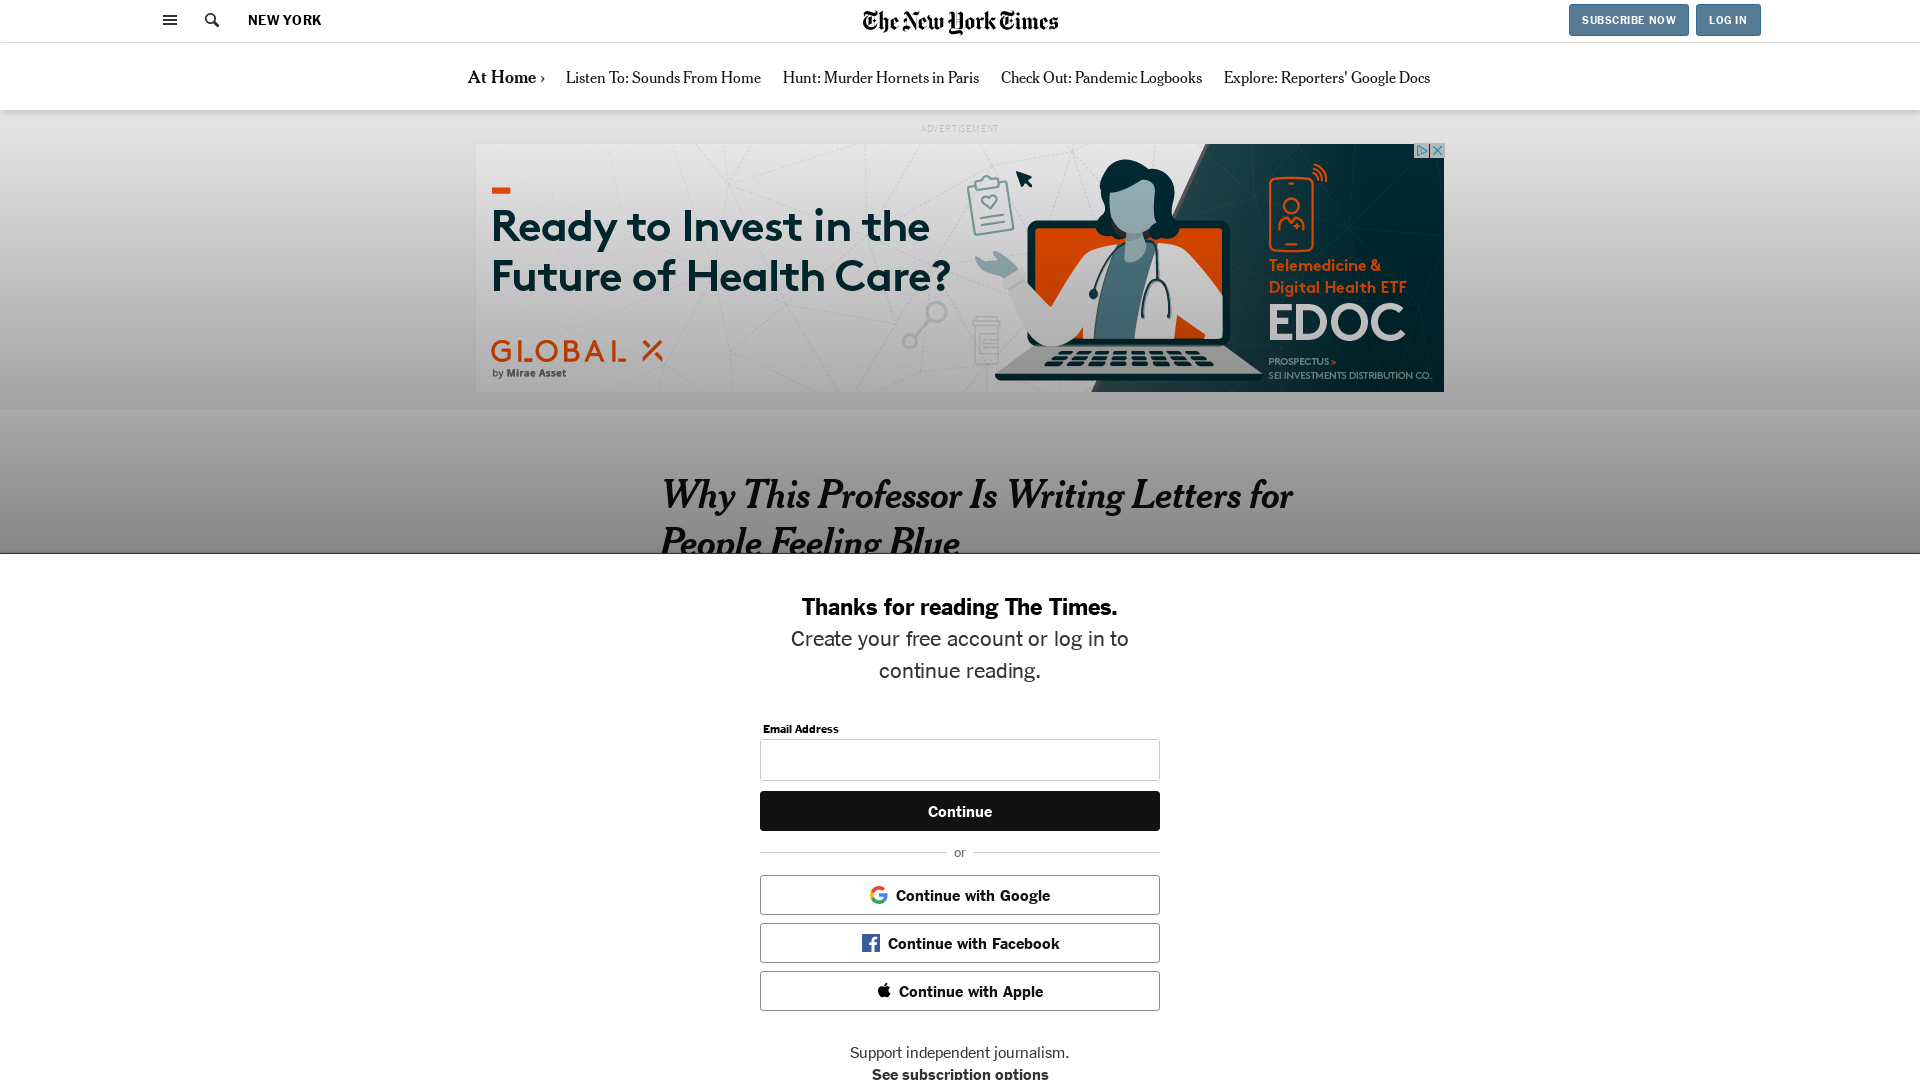 NEW YORK
The New York Times
SUBSCRIBE NOW
LOG IN
At Home ›
Listen To: Sounds From Home
Hunt: Murder Hornets in Paris
Check Out: Pandemic Logbooks
Explore: Reporters' Google Docs
ADVERTISEMENT
Ready to Invest in the
Future of Health Care?
GLOBAL X
by Mirae Asset
Telemedicine &
Digital Health ETF
EDOC
PROSPECTUS >
SEI INVESTMENTS DISTRIBUTION CO.
Why This Professor Is Writing Letters for
People Feeling Blue
Thanks for reading The Times.
Create your free account or log in to
continue reading.
Email Address
Continue
or
Continue with Google
Continue with Facebook
Continue with Apple
Support independent journalism.
See subscription options